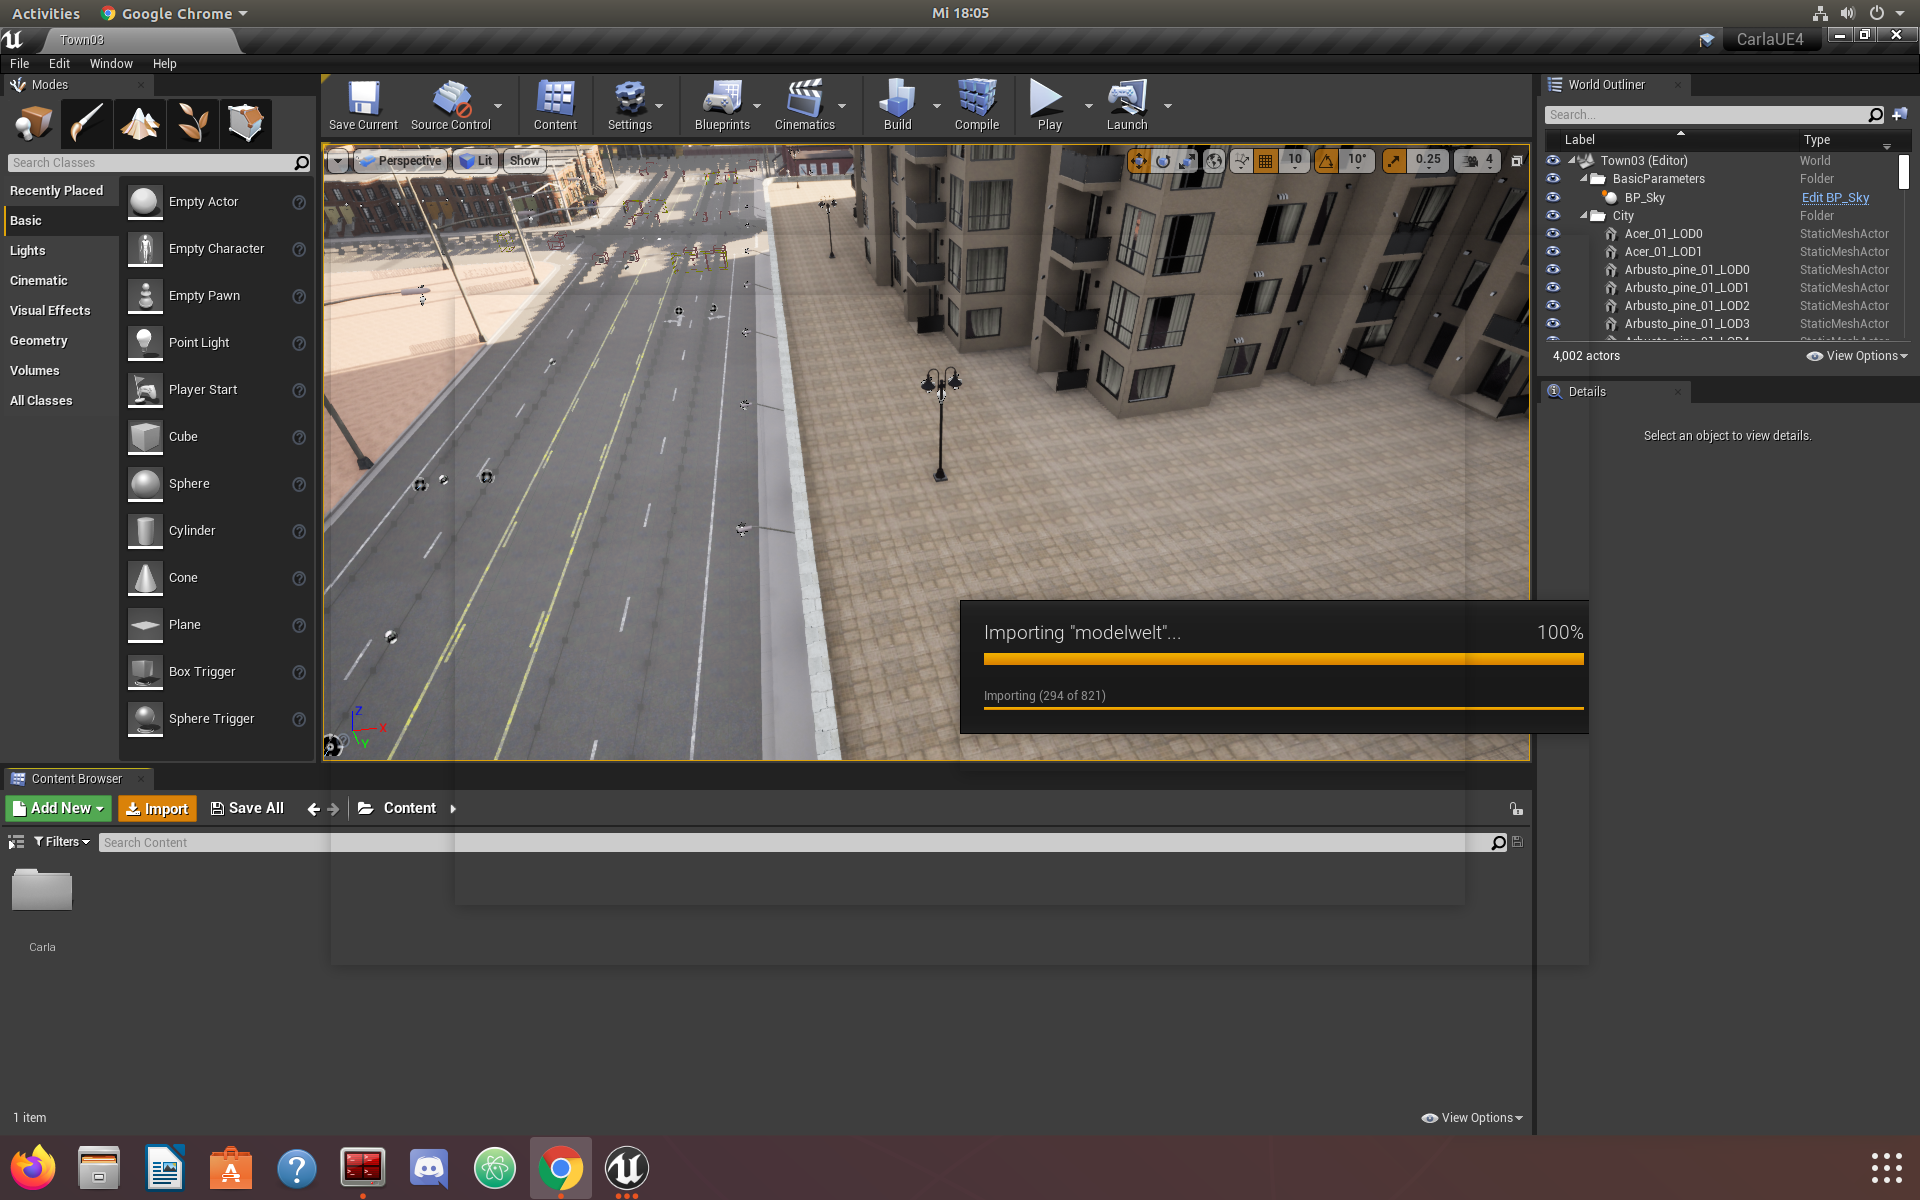 Activities
Google Chrome
Mi 18:05
Town03
CarlaUE4
File
Edit
Window
Help
Modes
Search Classes
Recently Placed
Basic
Lights
Cinematic
Visual Effects
Geometry
Volumes
All Classes
Empty Actor
Empty Character
Empty Pawn
Point Light
Player Start
Cube
Sphere
Cylinder
Cone
Plane
Box Trigger
Sphere Trigger
Save Current
Source Control
Content
Settings
Blueprints
Cinematics
Build
Compile
Play
Launch
Perspective
Lit
Show
10
10°
0.25
4
Z
X
Y
Importing "modelwelt"...
100%
Importing (294 of 821)
World Outliner
Search...
Label
Type
Town03 (Editor)
World
BasicParameters
Folder
BP_Sky
Edit BP_Sky
City
Folder
Acer_01_LOD0
StaticMeshActor
Acer_01_LOD1
StaticMeshActor
Arbusto_pine_01_LOD0
StaticMeshActor
Arbusto_pine_01_LOD1
StaticMeshActor
Arbusto_pine_01_LOD2
StaticMeshActor
Arbusto_pine_01_LOD3
StaticMeshActor
4,002 actors
View Options
Details
Select an object to view details.
Content Browser
Add New
Import
Save All
Content
Filters
Search Content
Carla
1 item
View Options